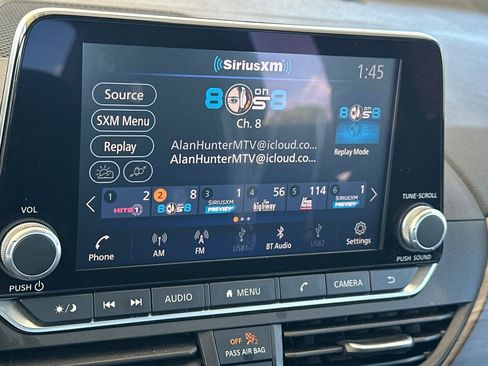 SiriusXM
1:45
Source
8 on 8
SXM Menu
Ch. 8
Replay
AlanHunterMTV@icloud.co...
AlanHunterMTV@icloud.co...
Replay Mode
1 2 2 8 3 1 4 56 5 114 6 1
HITS 1
SIRIUSXM PREVIEW
highway
SIRIUSXM PREVIEW
VOL
TUNE•SCROLL
Phone
AM
FM
USB1
BT Audio
USB2
Settings
PUSH
PUSH SOUND
AUDIO
MENU
CAMERA
OFF
PASS AIR BAG